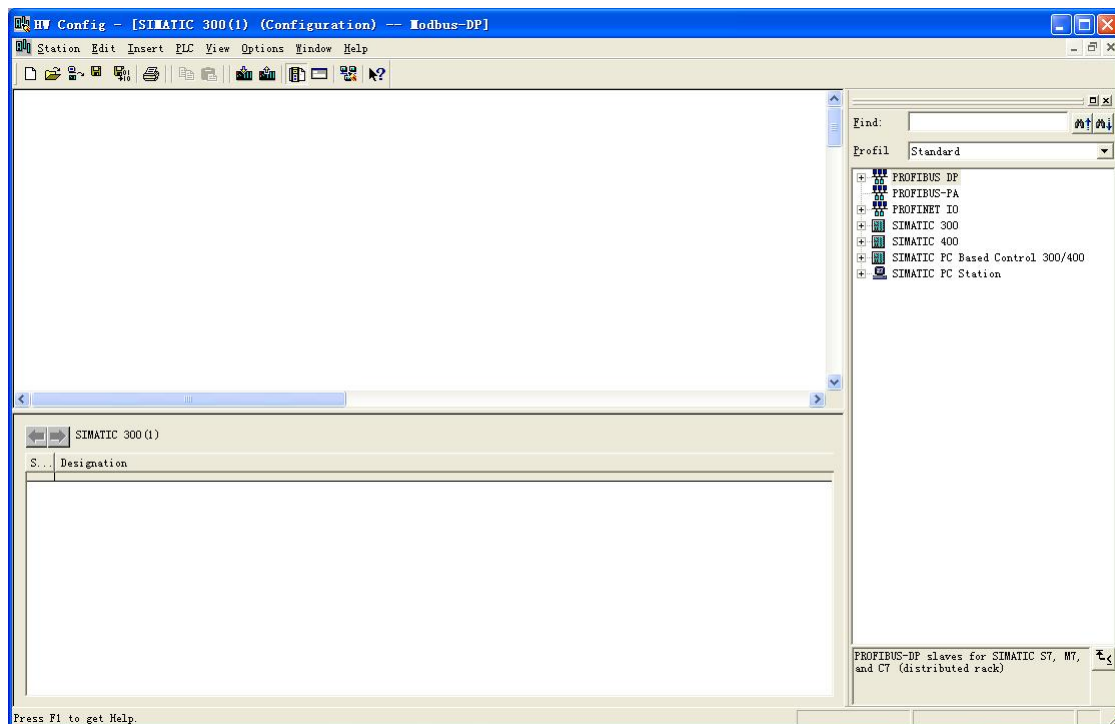 HW Config - [SIMATIC 300(1) (Configuration) -- Modbus-DP]
Station Edit Insert PLC View Options Window Help
Find:
Profil Standard
PROFIBUS DP
PROFIBUS-PA
PROFINET IO
SIMATIC 300
SIMATIC 400
SIMATIC PC Based Control 300/400
SIMATIC PC Station
SIMATIC 300(1)
S... Designation
PROFIBUS-DP slaves for SIMATIC S7, M7,
and C7 (distributed rack)
Press F1 to get Help.